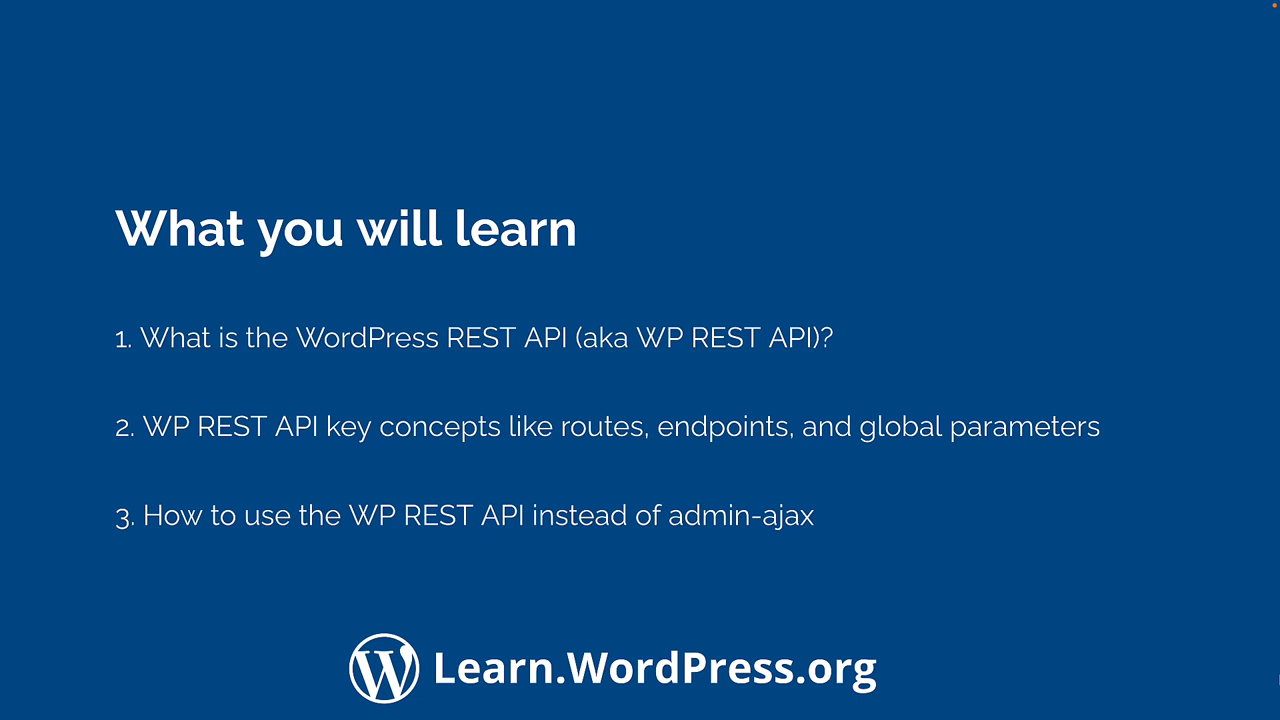 What you will learn
1. What is the WordPress REST API (aka WP REST API)?
2. WP REST API key concepts like routes, endpoints, and global parameters
3. How to use the WP REST API instead of admin-ajax
Learn.WordPress.org